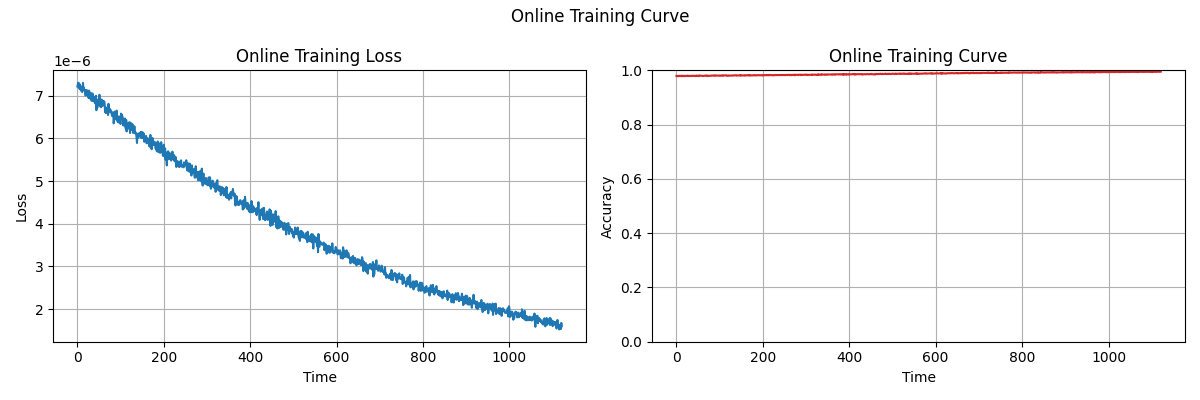 Online Training Curve
Online Training Loss
1e−6
7
6
5
4
3
2
Loss
0 200 400 600 800 1000
Time
Online Training Curve
1.0
0.8
0.6
0.4
0.2
0.0
Accuracy
0 200 400 600 800 1000
Time